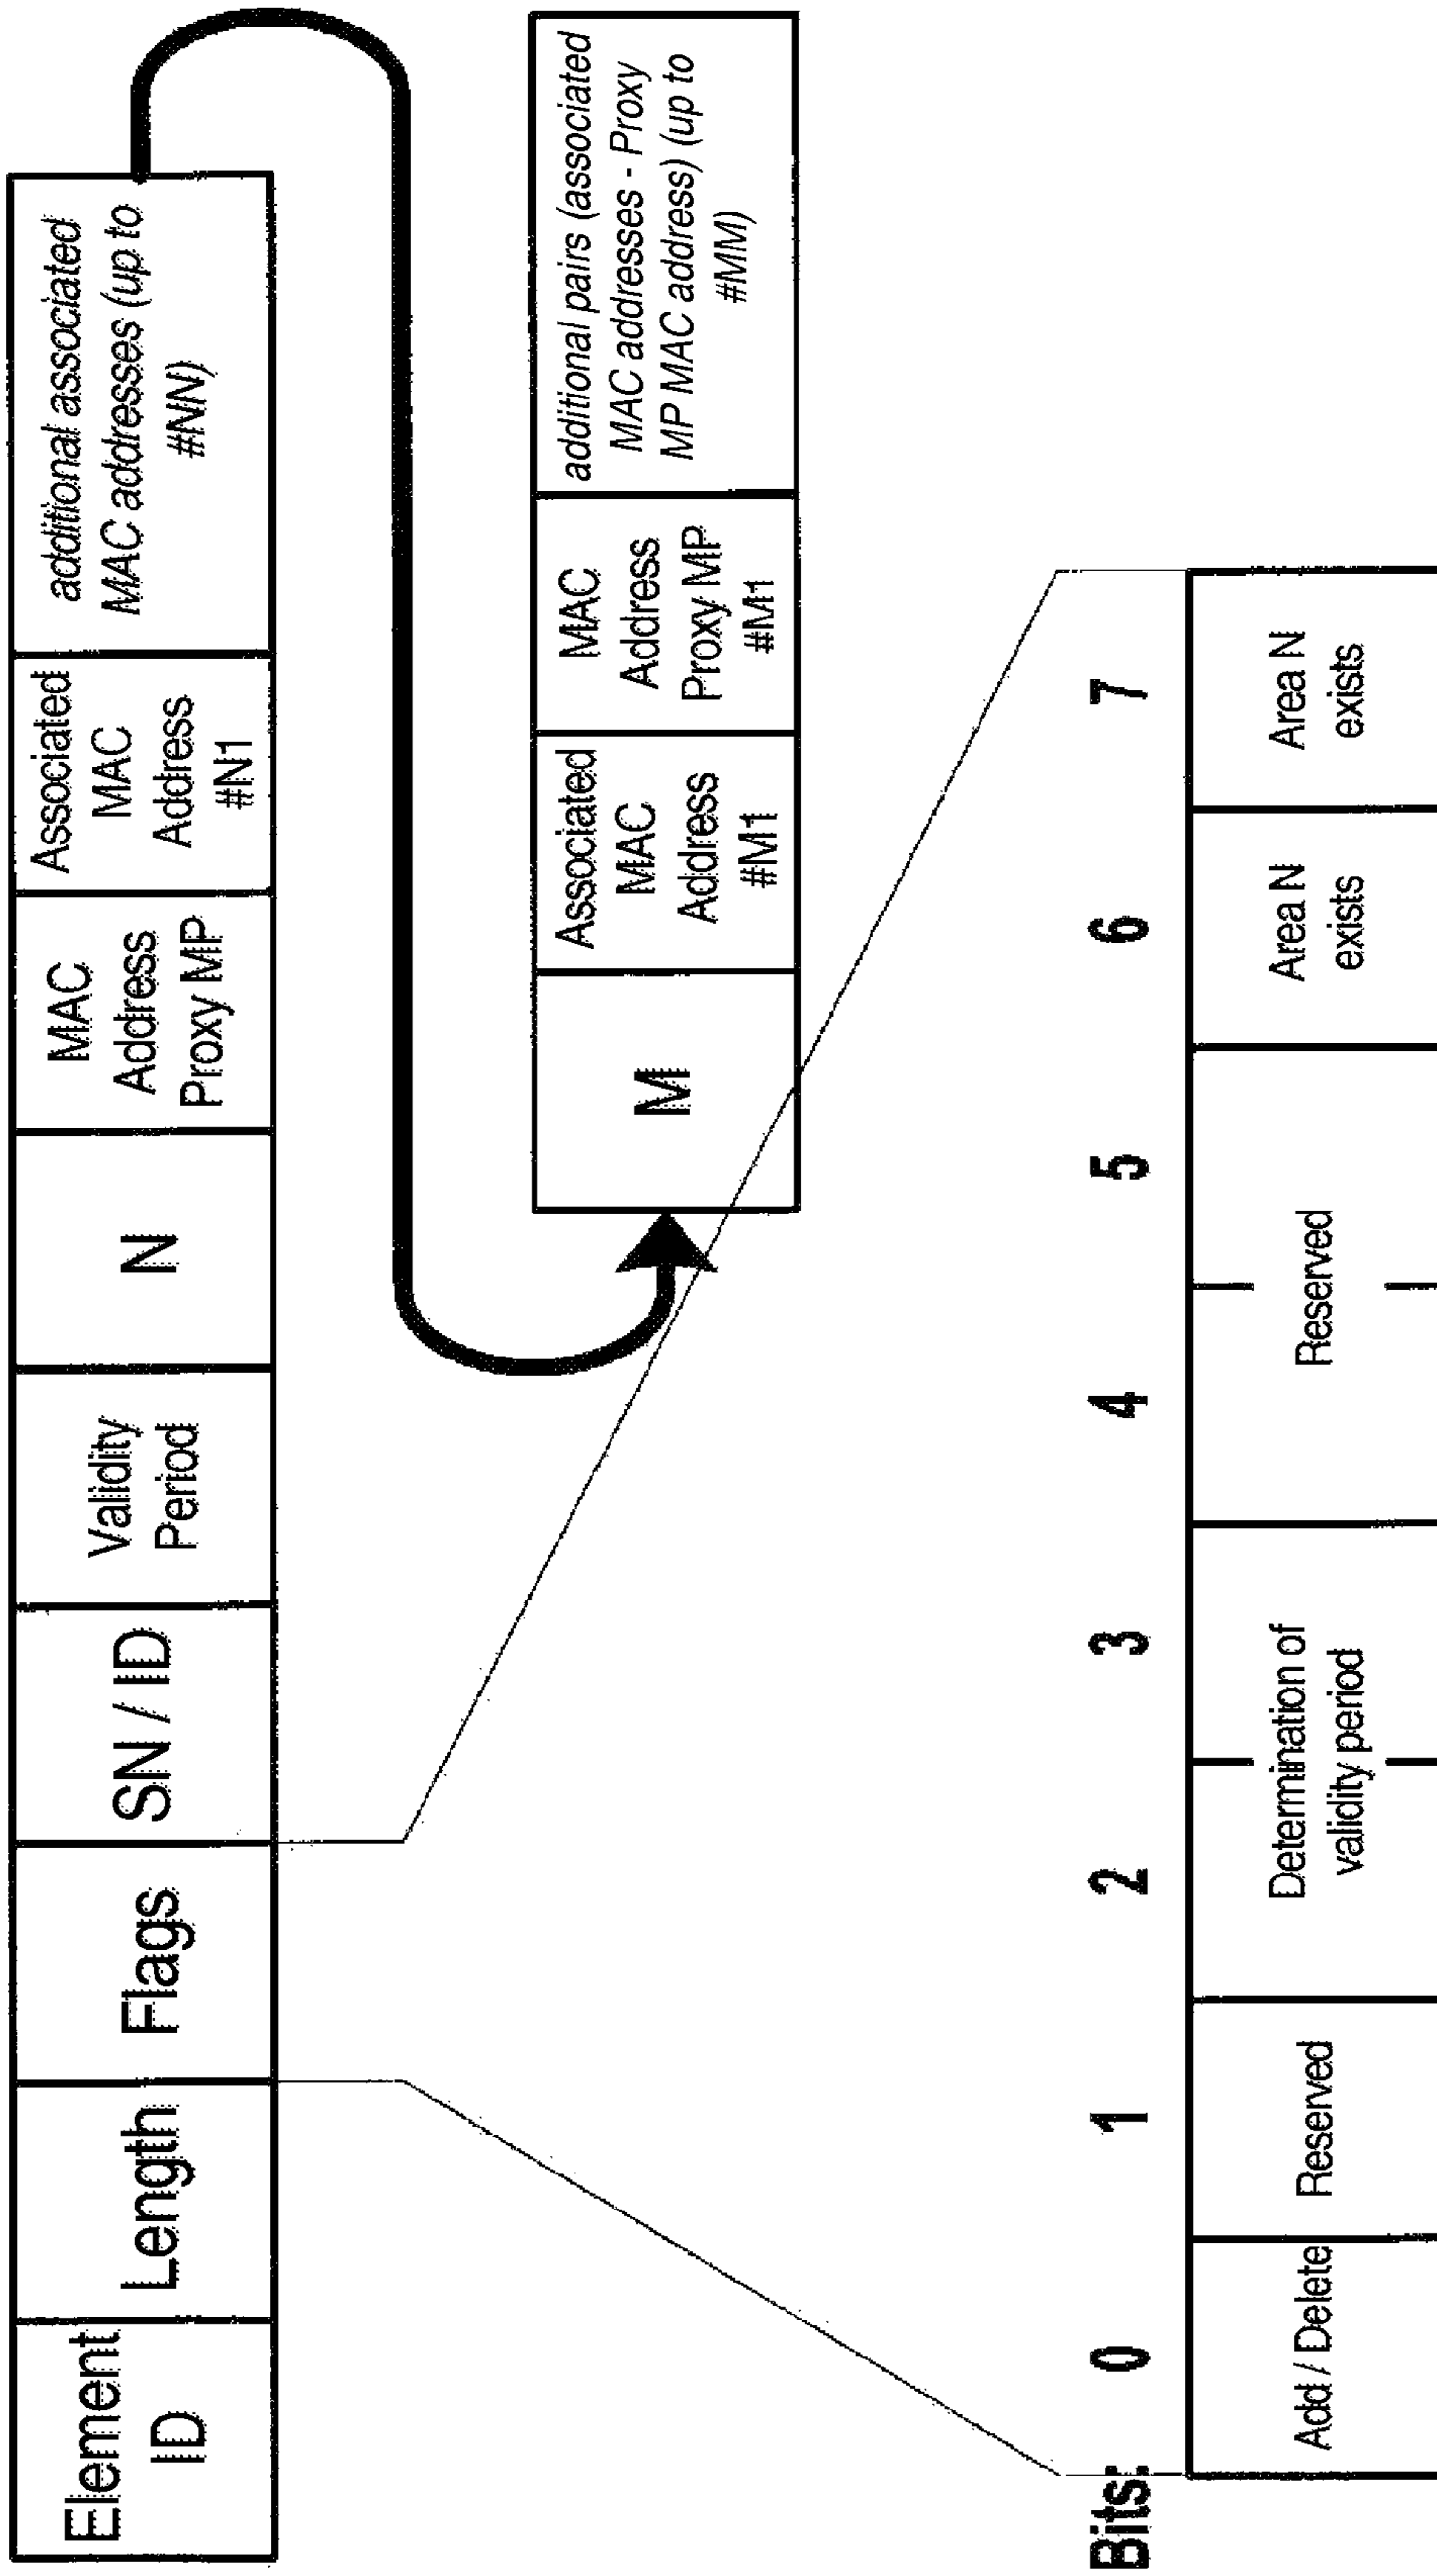 Element
ID
Length
Flags
SN / ID
Validity
Period
N
MAC
Address
Proxy MP
Associated
MAC
Address
#N1
additional associated
MAC addresses (up to
#NN)
M
Associated
MAC
Address
#M1
MAC
Address
Proxy MP
#M1
additional pairs (associated
MAC addresses - Proxy
MP MAC address) (up to
#MM)
Bits: 0 1 2 3 4 5 6 7
Add / Delete
Reserved
Determination of
validity period
Reserved
Area N
exists
Area N
exists